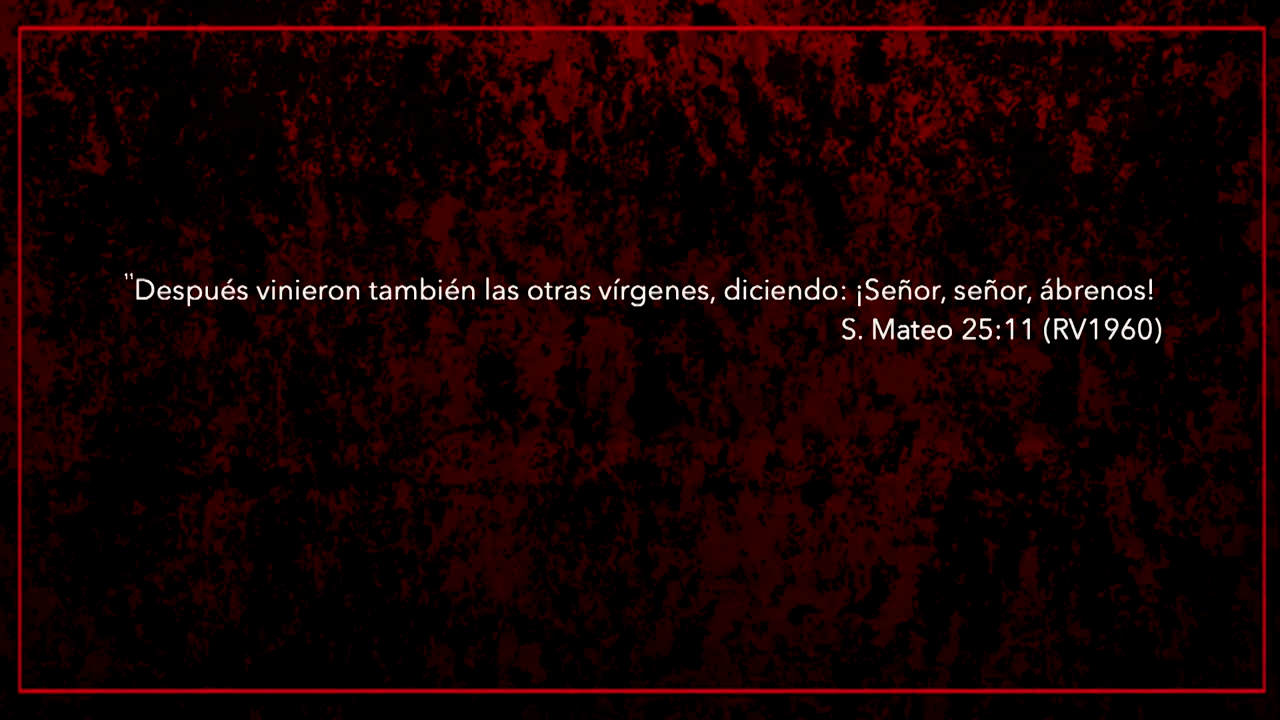 "Después vinieron también las otras vírgenes, diciendo: ¡Señor, señor, ábrenos!
S. Mateo 25:11 (RV1960)